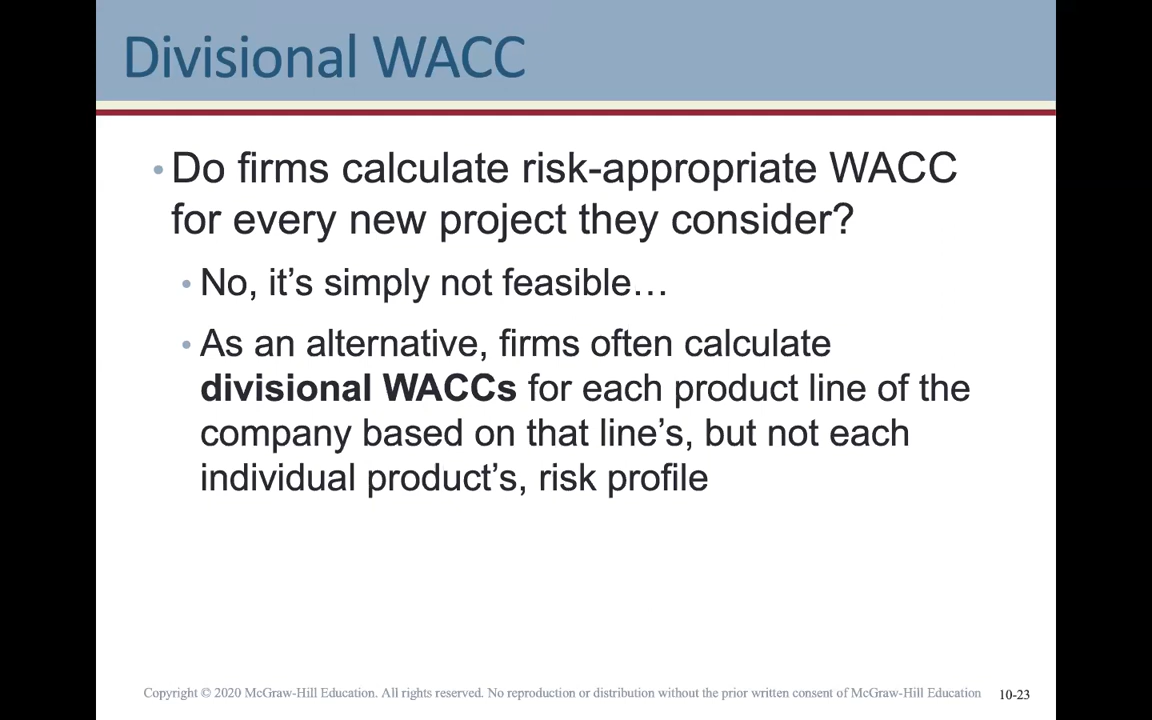 Divisional WACC
• Do firms calculate risk-appropriate WACC
for every new project they consider?
• No, it’s simply not feasible…
• As an alternative, firms often calculate
divisional WACCs for each product line of the
company based on that line’s, but not each
individual product’s, risk profile
Copyright © 2020 McGraw-Hill Education. All rights reserved. No reproduction or distribution without the prior written consent of McGraw-Hill Education 10-23